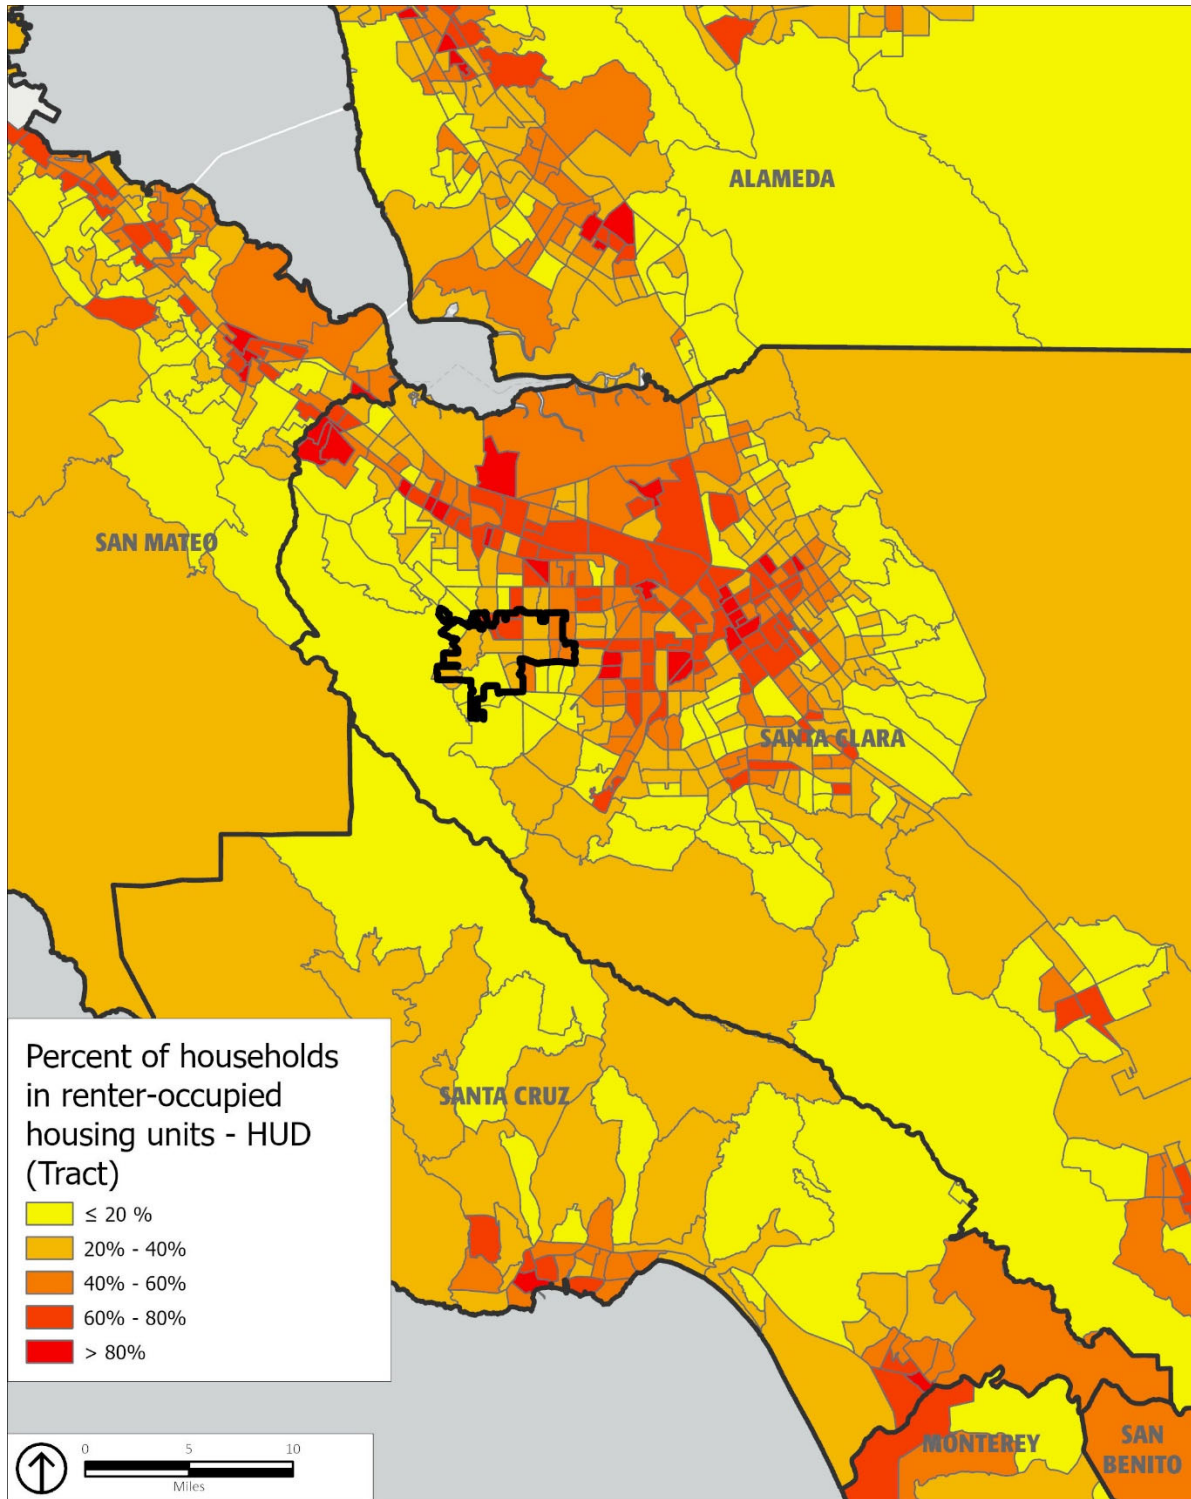 ALAMEDA
SAN MATEO
SANTA CLARA
SANTA CRUZ
MONTEREY
SAN
BENITO
Percent of households
in renter-occupied
housing units - HUD
(Tract)
≤ 20 %
20% - 40%
40% - 60%
60% - 80%
> 80%
0 5 10
Miles